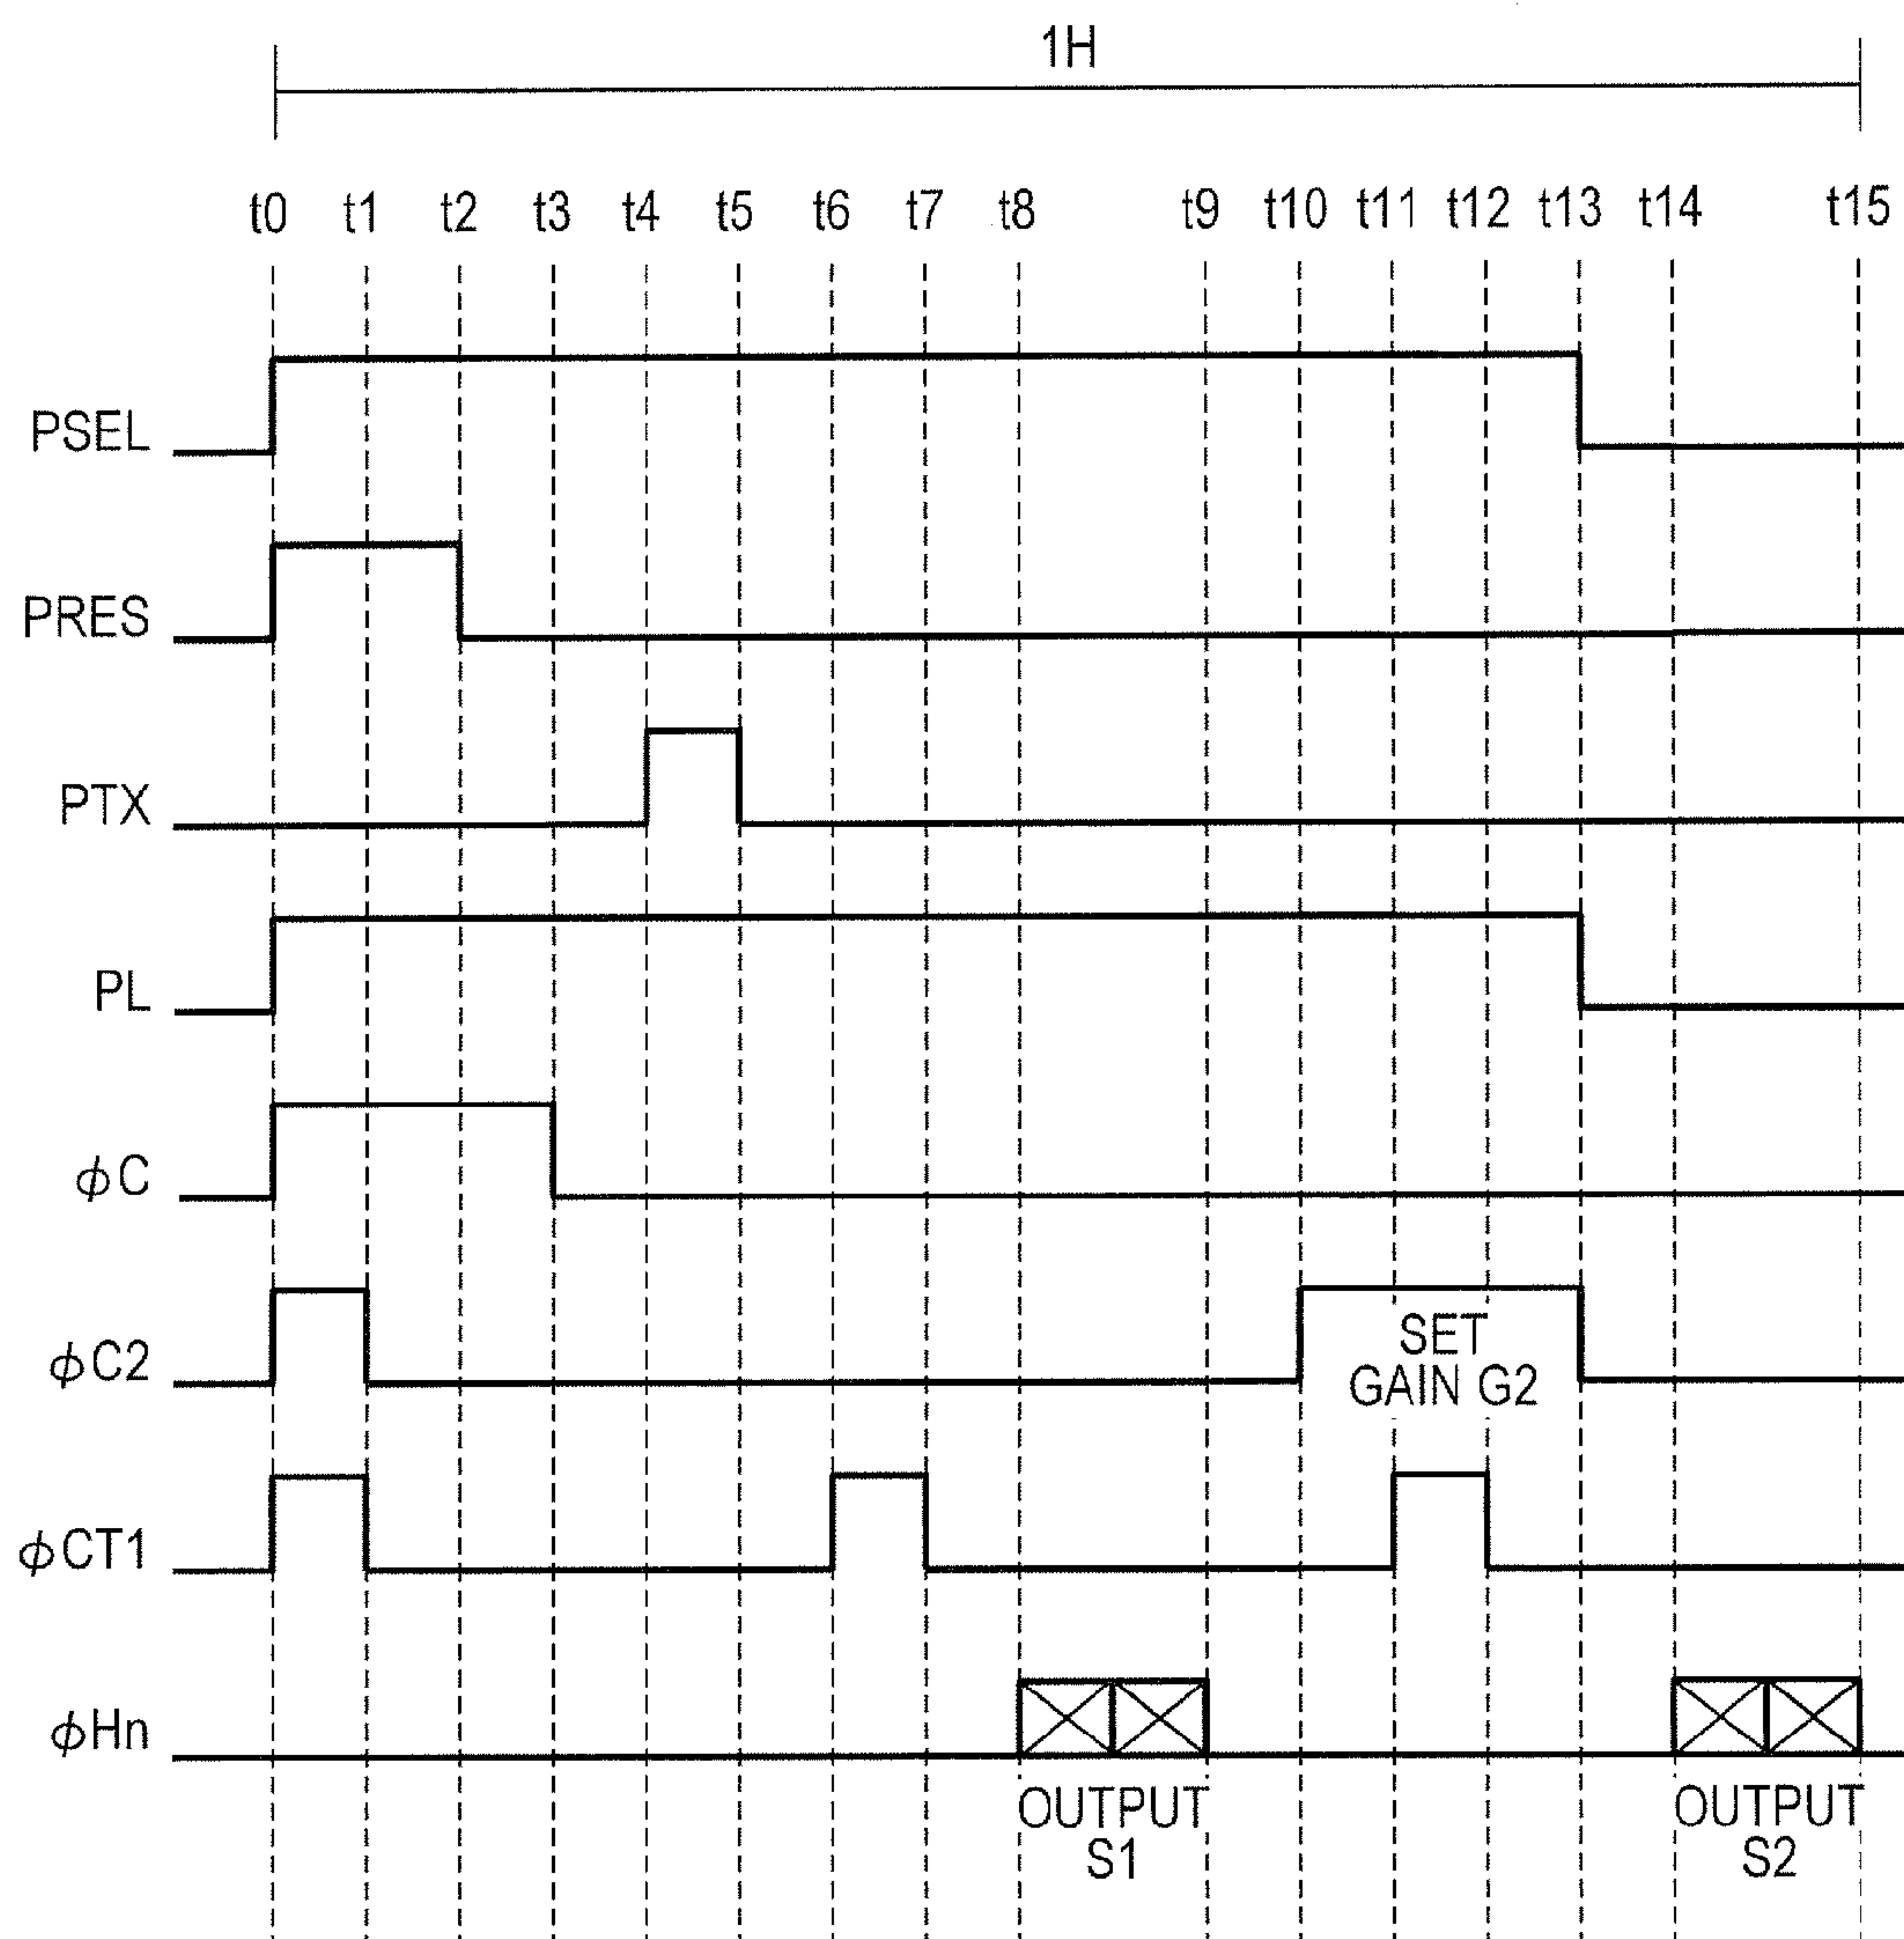 1H
t0 t1 t2 t3 t4 t5 t6 t7 t8 t9 t10 t11 t12 t13 t14 t15
PSEL
PRES
PTX
PL
ϕC
ϕC2
SET
GAIN G2
ϕCT1
ϕHn
OUTPUT
S1
OUTPUT
S2